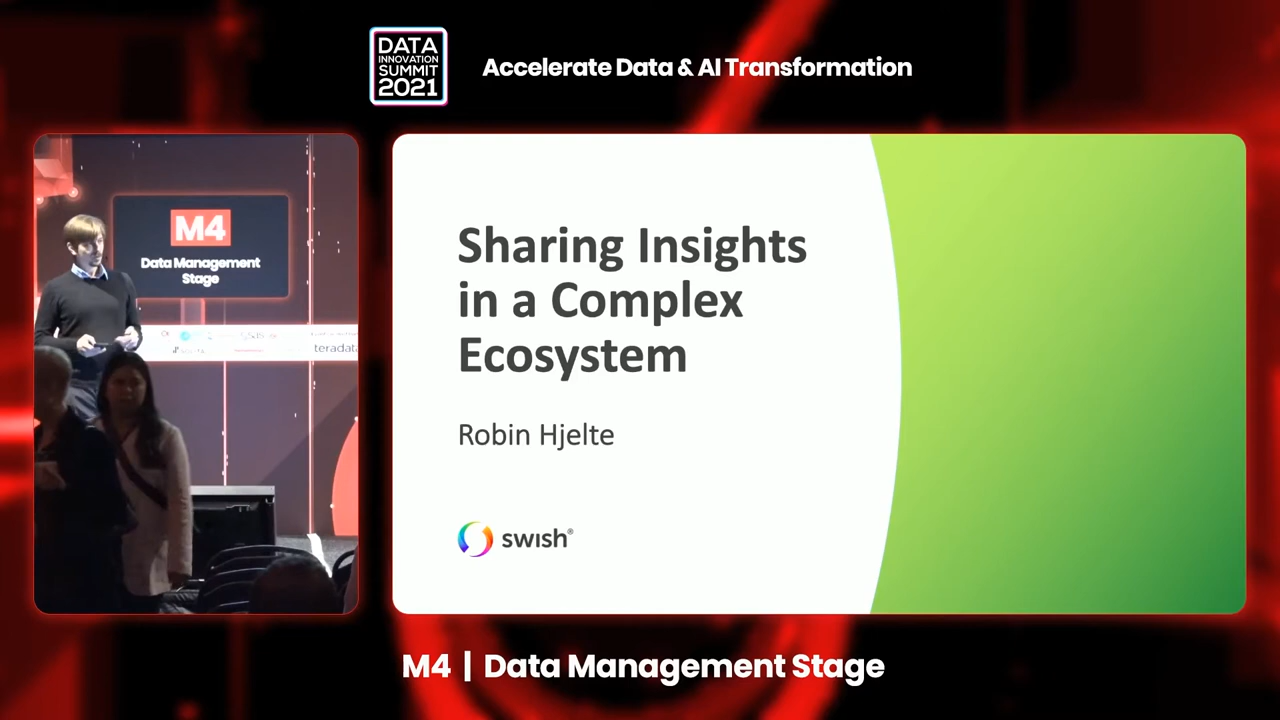 DATA
INNOVATION
SUMMIT
2021
Accelerate Data & AI Transformation
M4
Data Management
Stage
teradata
Sharing Insights
in a Complex
Ecosystem
Robin Hjelte
swish®
M4 | Data Management Stage